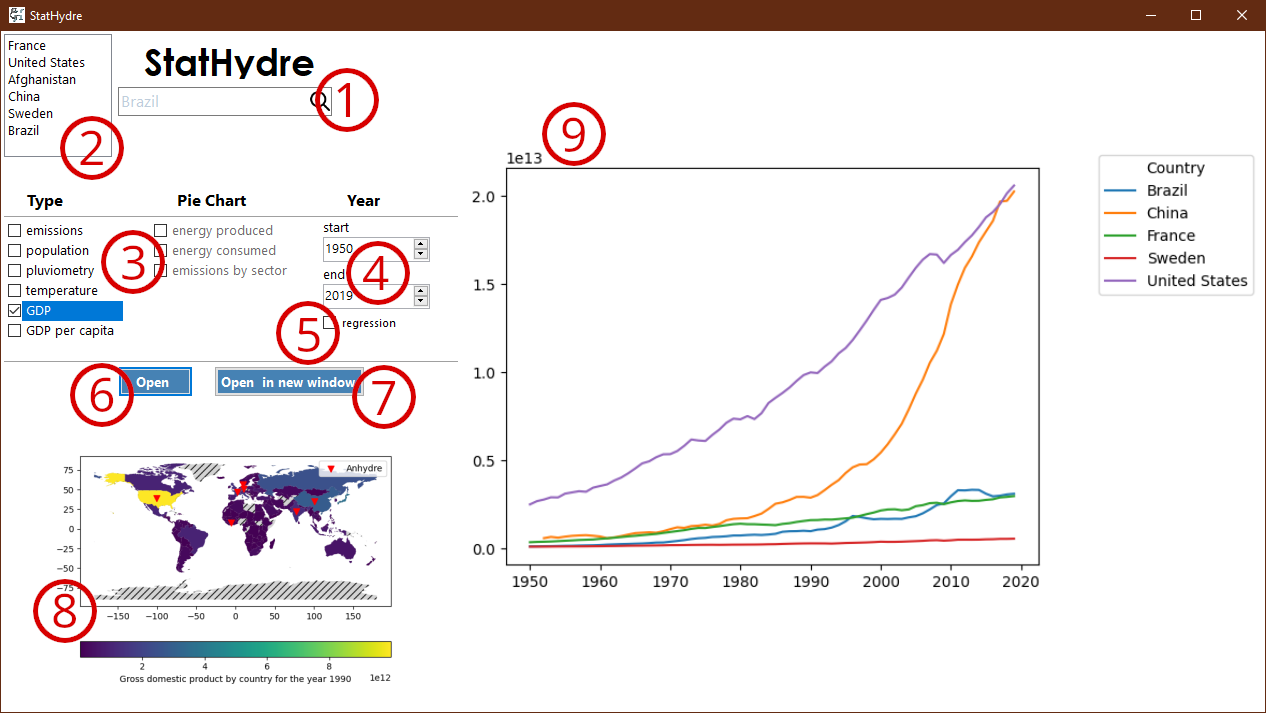 StatHydre
France
United States
Afghanistan
China
Sweden
Brazil
2
StatHydre
Brazil
1
Type
emissions
population
pluviometry
temperature
GDP
GDP per capita
3
Pie Chart
energy produced
energy consumed
emissions by sector
Year
start
1950
end
2019
4
regression
5
6
Open
Open in new window
7
Anhydre
75
50
25
0
−25
−50
−75
−150
−100
−50
0
50
100
150
8
2
4
6
8
1e12
Gross domestic product by country for the year 1990
9
1e13
2.0
1.5
1.0
0.5
0.0
1950
1960
1970
1980
1990
2000
2010
2020
Country
Brazil
China
France
Sweden
United States